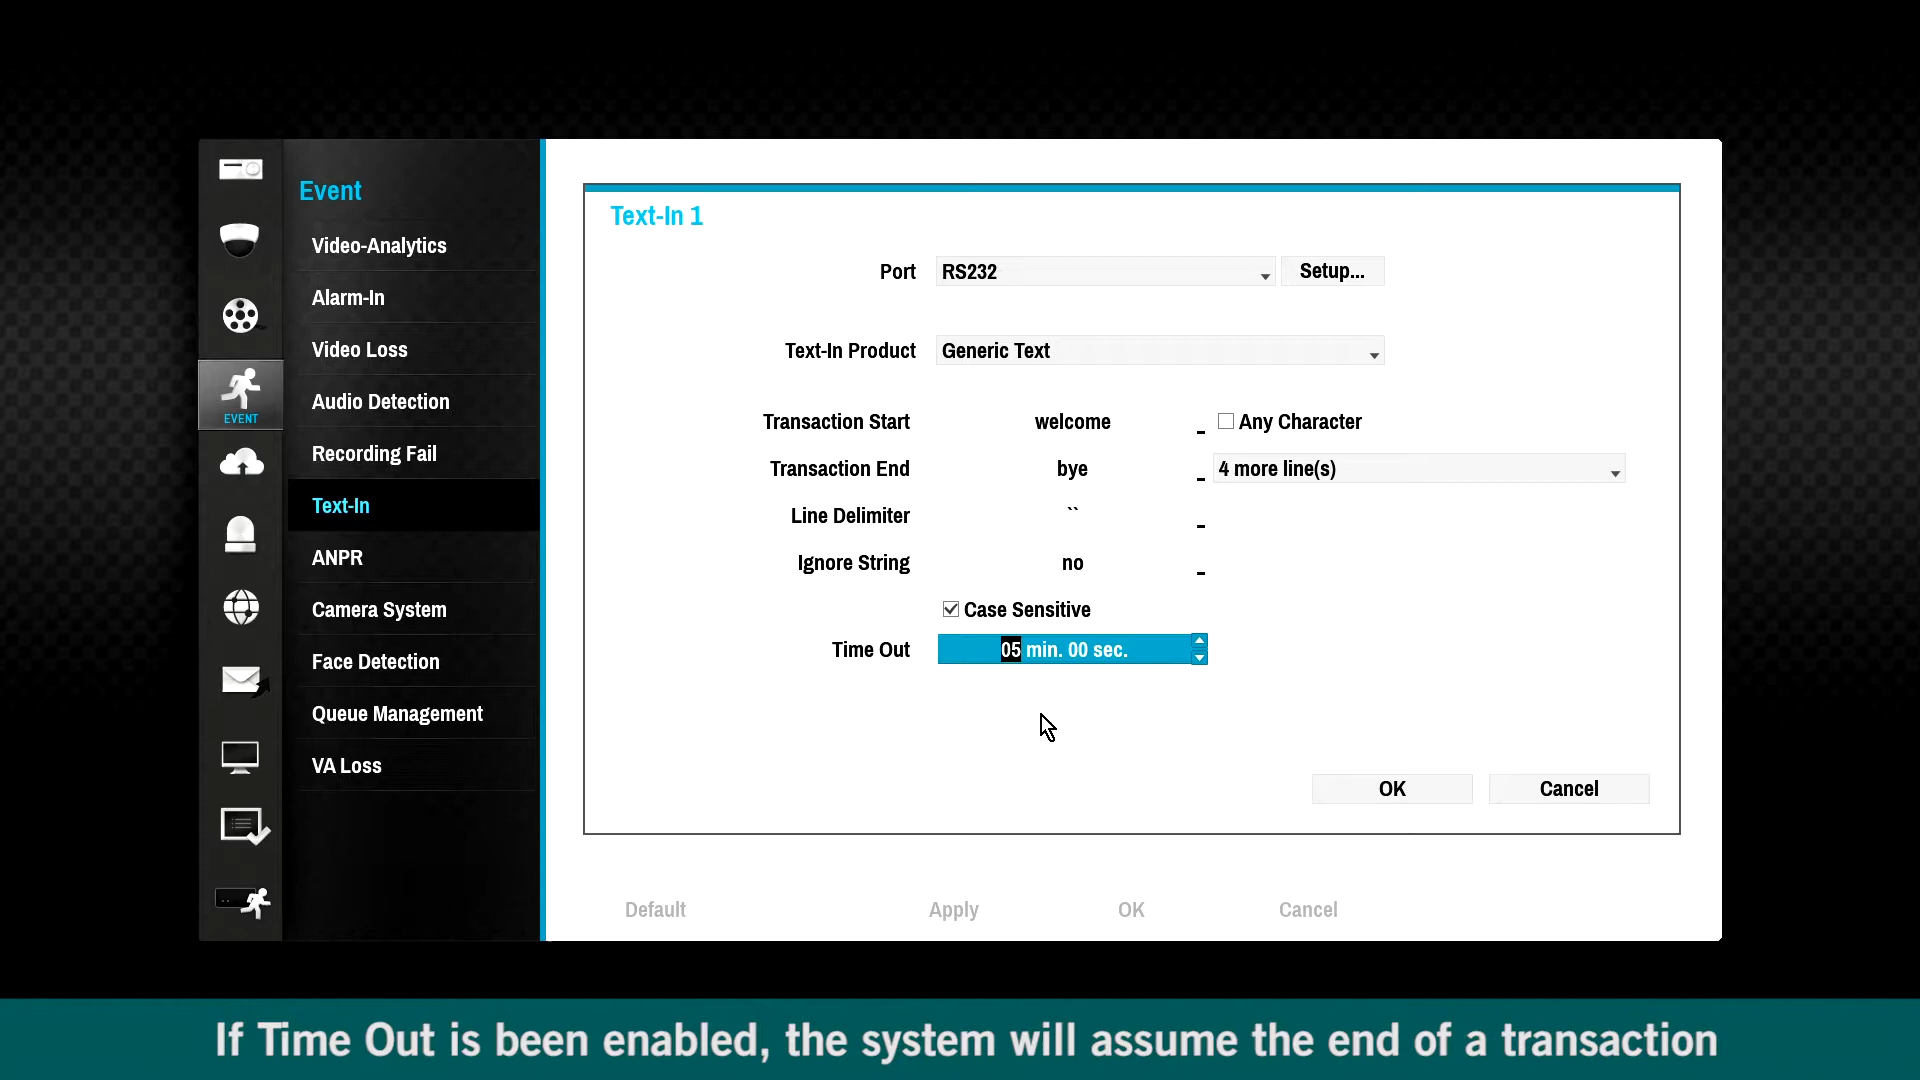 Event
EVENT
Video-Analytics
Alarm-In
Video Loss
Audio Detection
Recording Fail
Text-In
ANPR
Camera System
Face Detection
Queue Management
VA Loss
Text-In 1
Port RS232 Setup...
Text-In Product Generic Text
Transaction Start welcome _ Any Character
Transaction End bye _ 4 more line(s)
Line Delimiter `` _
Ignore String no _
Case Sensitive
Time Out 05 min. 00 sec.
OK Cancel
Default Apply OK Cancel
If Time Out is been enabled, the system will assume the end of a transaction